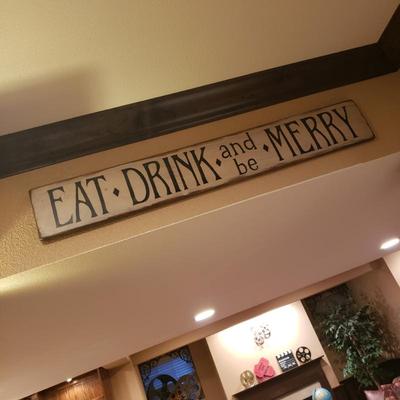 EAT • DRINK • and be • MERRY